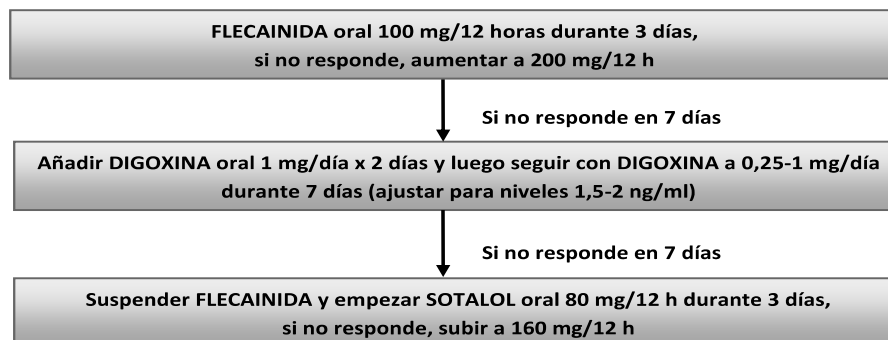 FLECAINIDA oral 100 mg/12 horas durante 3 días,
si no responde, aumentar a 200 mg/12 h
Si no responde en 7 días
Añadir DIGOXINA oral 1 mg/día x 2 días y luego seguir con DIGOXINA a 0,25-1 mg/día
durante 7 días (ajustar para niveles 1,5-2 ng/ml)
Si no responde en 7 días
Suspender FLECAINIDA y empezar SOTALOL oral 80 mg/12 h durante 3 días,
si no responde, subir a 160 mg/12 h